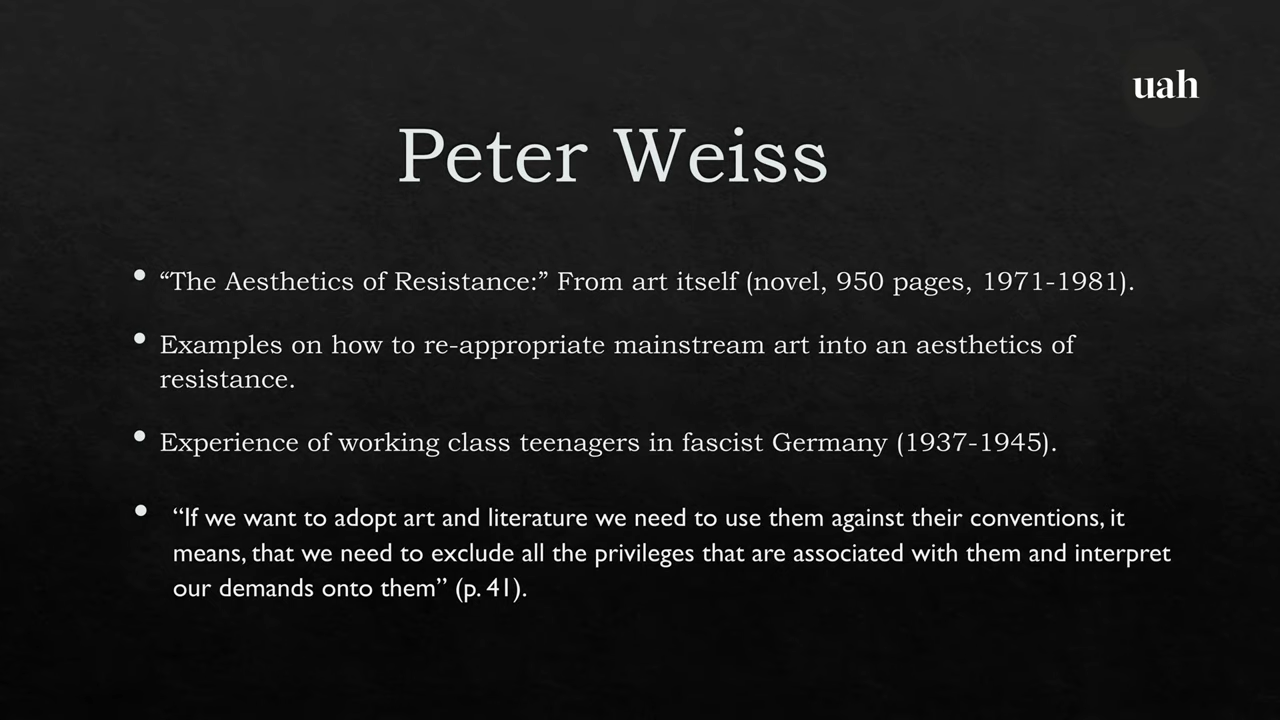 uah
Peter Weiss
• “The Aesthetics of Resistance:” From art itself (novel, 950 pages, 1971-1981).
• Examples on how to re-appropriate mainstream art into an aesthetics of
resistance.
• Experience of working class teenagers in fascist Germany (1937-1945).
• “If we want to adopt art and literature we need to use them against their conventions, it
means, that we need to exclude all the privileges that are associated with them and interpret
our demands onto them” (p. 41).